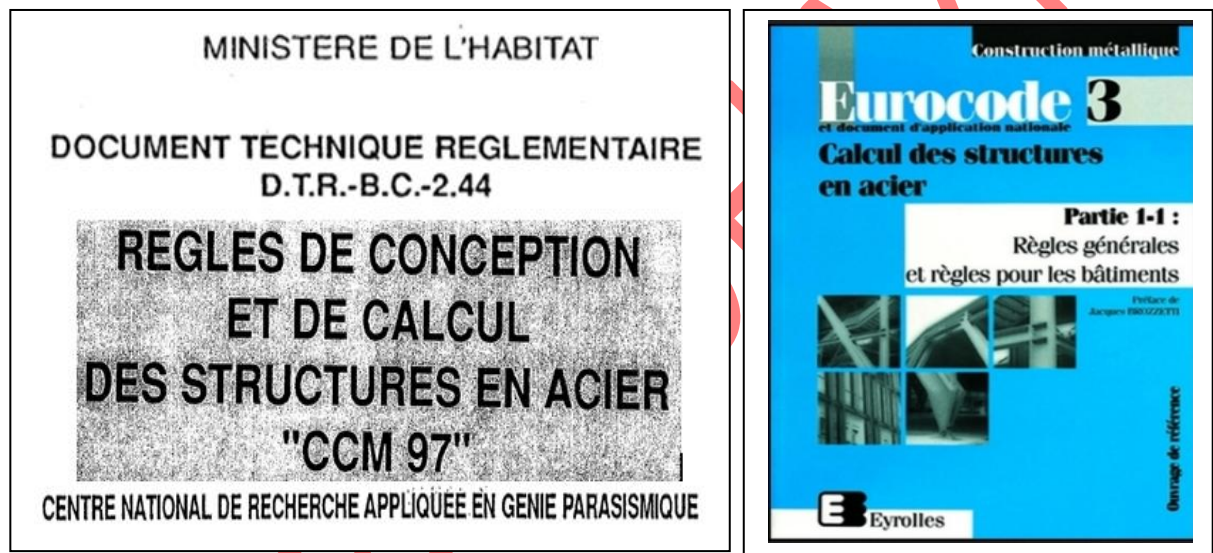 MINISTERE DE L'HABITAT
DOCUMENT TECHNIQUE REGLEMENTAIRE
D.T.R.-B.C.-2.44
REGLES DE CONCEPTION
ET DE CALCUL
DES STRUCTURES EN ACIER
"CCM 97"
CENTRE NATIONAL DE RECHERCHE APPLIQUEE EN GENIE PARASISMIQUE
Construction métallique
Eurocode 3
et document d'application nationale
Calcul des structures
en acier
Partie 1-1 :
Règles générales
et règles pour les bâtiments
Préface de
Jacques BROZZETTI
Ouvrage de référence
Eyrolles